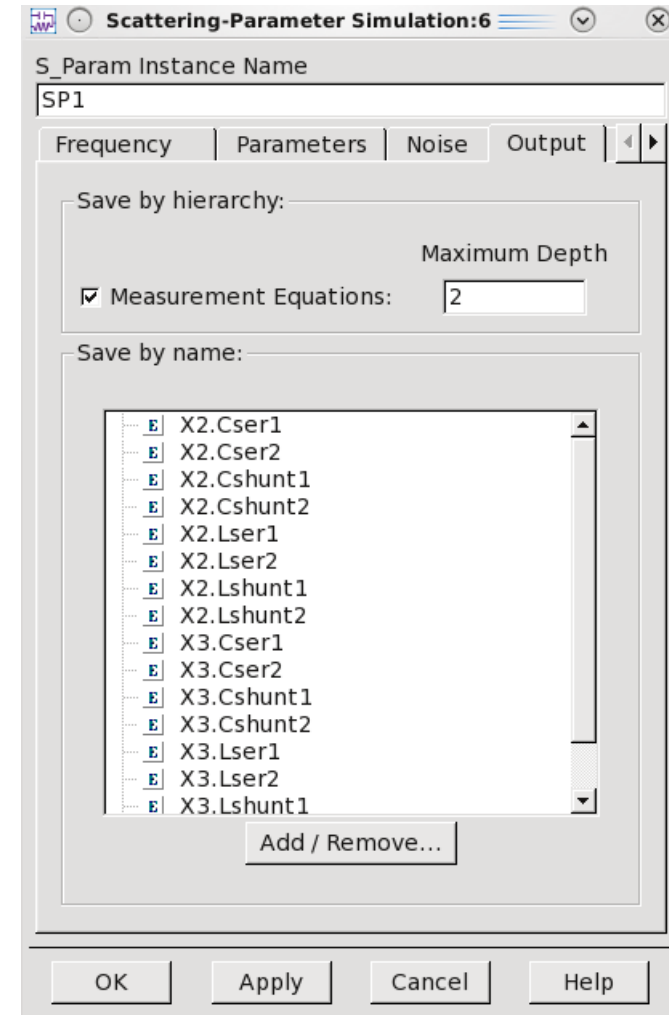 Scattering-Parameter Simulation:6
S_Param Instance Name
SP1
Frequency Parameters Noise Output
Save by hierarchy:
Maximum Depth
Measurement Equations: 2
Save by name:
E X2.Cser1
E X2.Cser2
E X2.Cshunt1
E X2.Cshunt2
E X2.Lser1
E X2.Lser2
E X2.Lshunt1
E X2.Lshunt2
E X3.Cser1
E X3.Cser2
E X3.Cshunt1
E X3.Cshunt2
E X3.Lser1
E X3.Lser2
E X3.Lshunt1
Add / Remove...
OK Apply Cancel Help